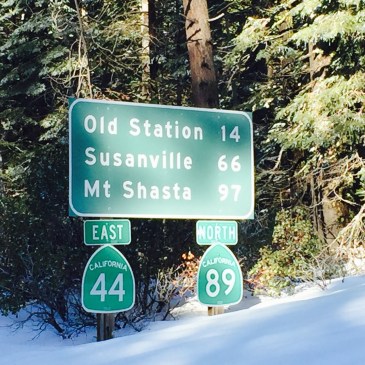 Old Station 14
Susanville 66
Mt Shasta 97
EAST
NORTH
CALIFORNIA
44
CALIFORNIA
89